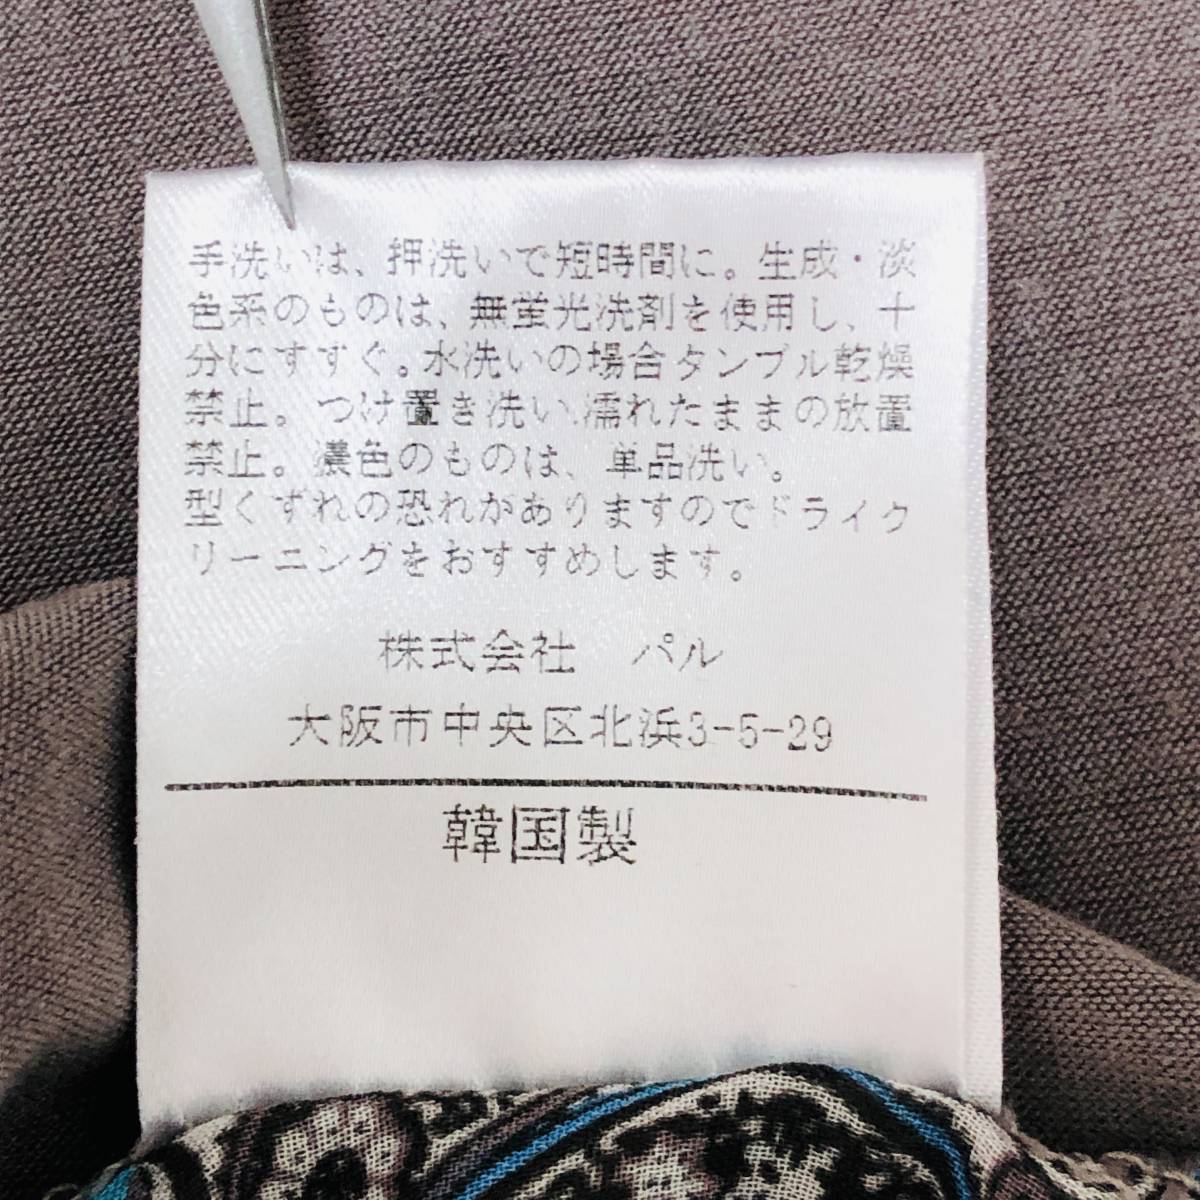 手洗いは、押洗いで短時間に。生成・淡
色系のものは、無蛍光洗剤を使用し、十
分にすすぐ。水洗いの場合タンブル乾燥
禁止。つけ置き洗い、濡れたままの放置
禁止。濃色のものは、単品洗い。
型くずれの恐れがありますのでドライク
リーニングをおすすめします。
株式会社　パル
大阪市中央区北浜3-5-29
韓国製